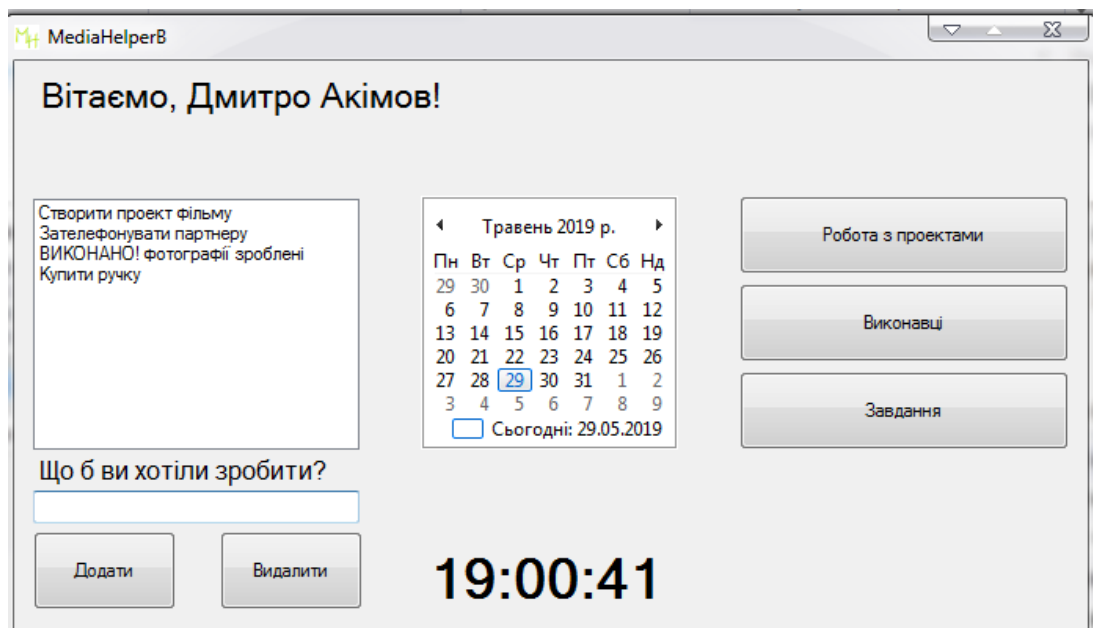 MH MediaHelperB
Вітаємо, Дмитро Акімов!
Створити проект фільму
Зателефонувати партнеру
ВИКОНАНО! фотографії зроблені
Купити ручку
Що б ви хотіли зробити?
Додати
Видалити
Травень 2019 р.
Пн Вт Ср Чт Пт Сб Нд
29 30 1 2 3 4 5
6 7 8 9 10 11 12
13 14 15 16 17 18 19
20 21 22 23 24 25 26
27 28 29 30 31 1 2
3 4 5 6 7 8 9
Сьогодні: 29.05.2019
19:00:41
Робота з проектами
Виконавці
Завдання